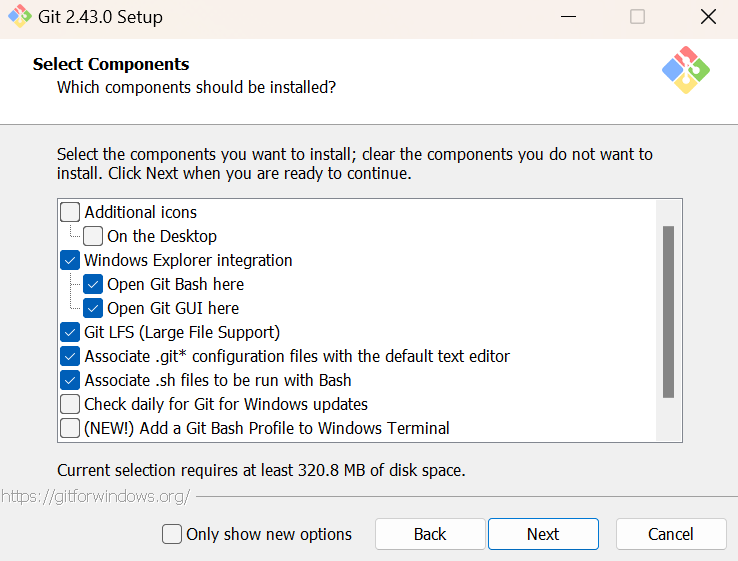 Git 2.43.0 Setup
Select Components
Which components should be installed?
Select the components you want to install; clear the components you do not want to
install. Click Next when you are ready to continue.
Additional icons
On the Desktop
Windows Explorer integration
Open Git Bash here
Open Git GUI here
Git LFS (Large File Support)
Associate .git* configuration files with the default text editor
Associate .sh files to be run with Bash
Check daily for Git for Windows updates
(NEW!) Add a Git Bash Profile to Windows Terminal
Current selection requires at least 320.8 MB of disk space.
https://gitforwindows.org/
Only show new options
Back
Next
Cancel